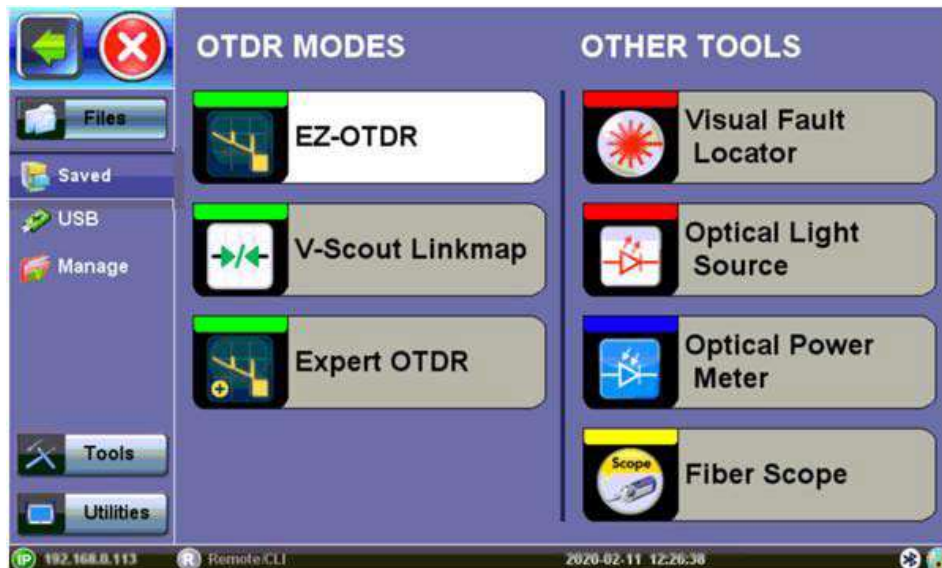 OTDR MODES
OTHER TOOLS
Files
Saved
USB
Manage
Tools
Utilities
EZ-OTDR
V-Scout Linkmap
Expert OTDR
Visual Fault
Locator
Optical Light
Source
Optical Power
Meter
Scope
Fiber Scope
IP 192.168.0.113
R Remote/CLI
2020-02-11 12:26:38